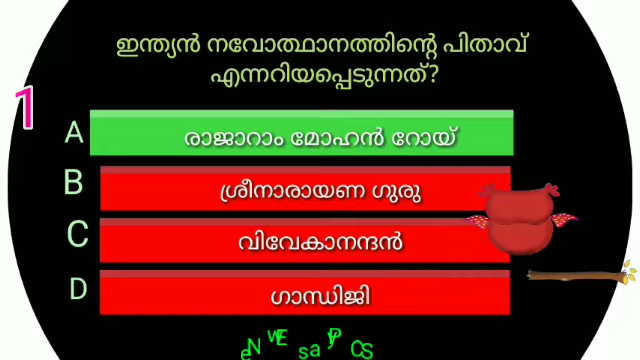 ഇന്ത്യൻ നവോത്ഥാനത്തിന്റെ പിതാവ്
എന്നറിയപ്പെടുന്നത്?
1
A രാജാറാം മോഹൻ റോയ്
B ശ്രീനാരായണ ഗുരു
C വിവേകാനന്ദൻ
D ഗാന്ധിജി